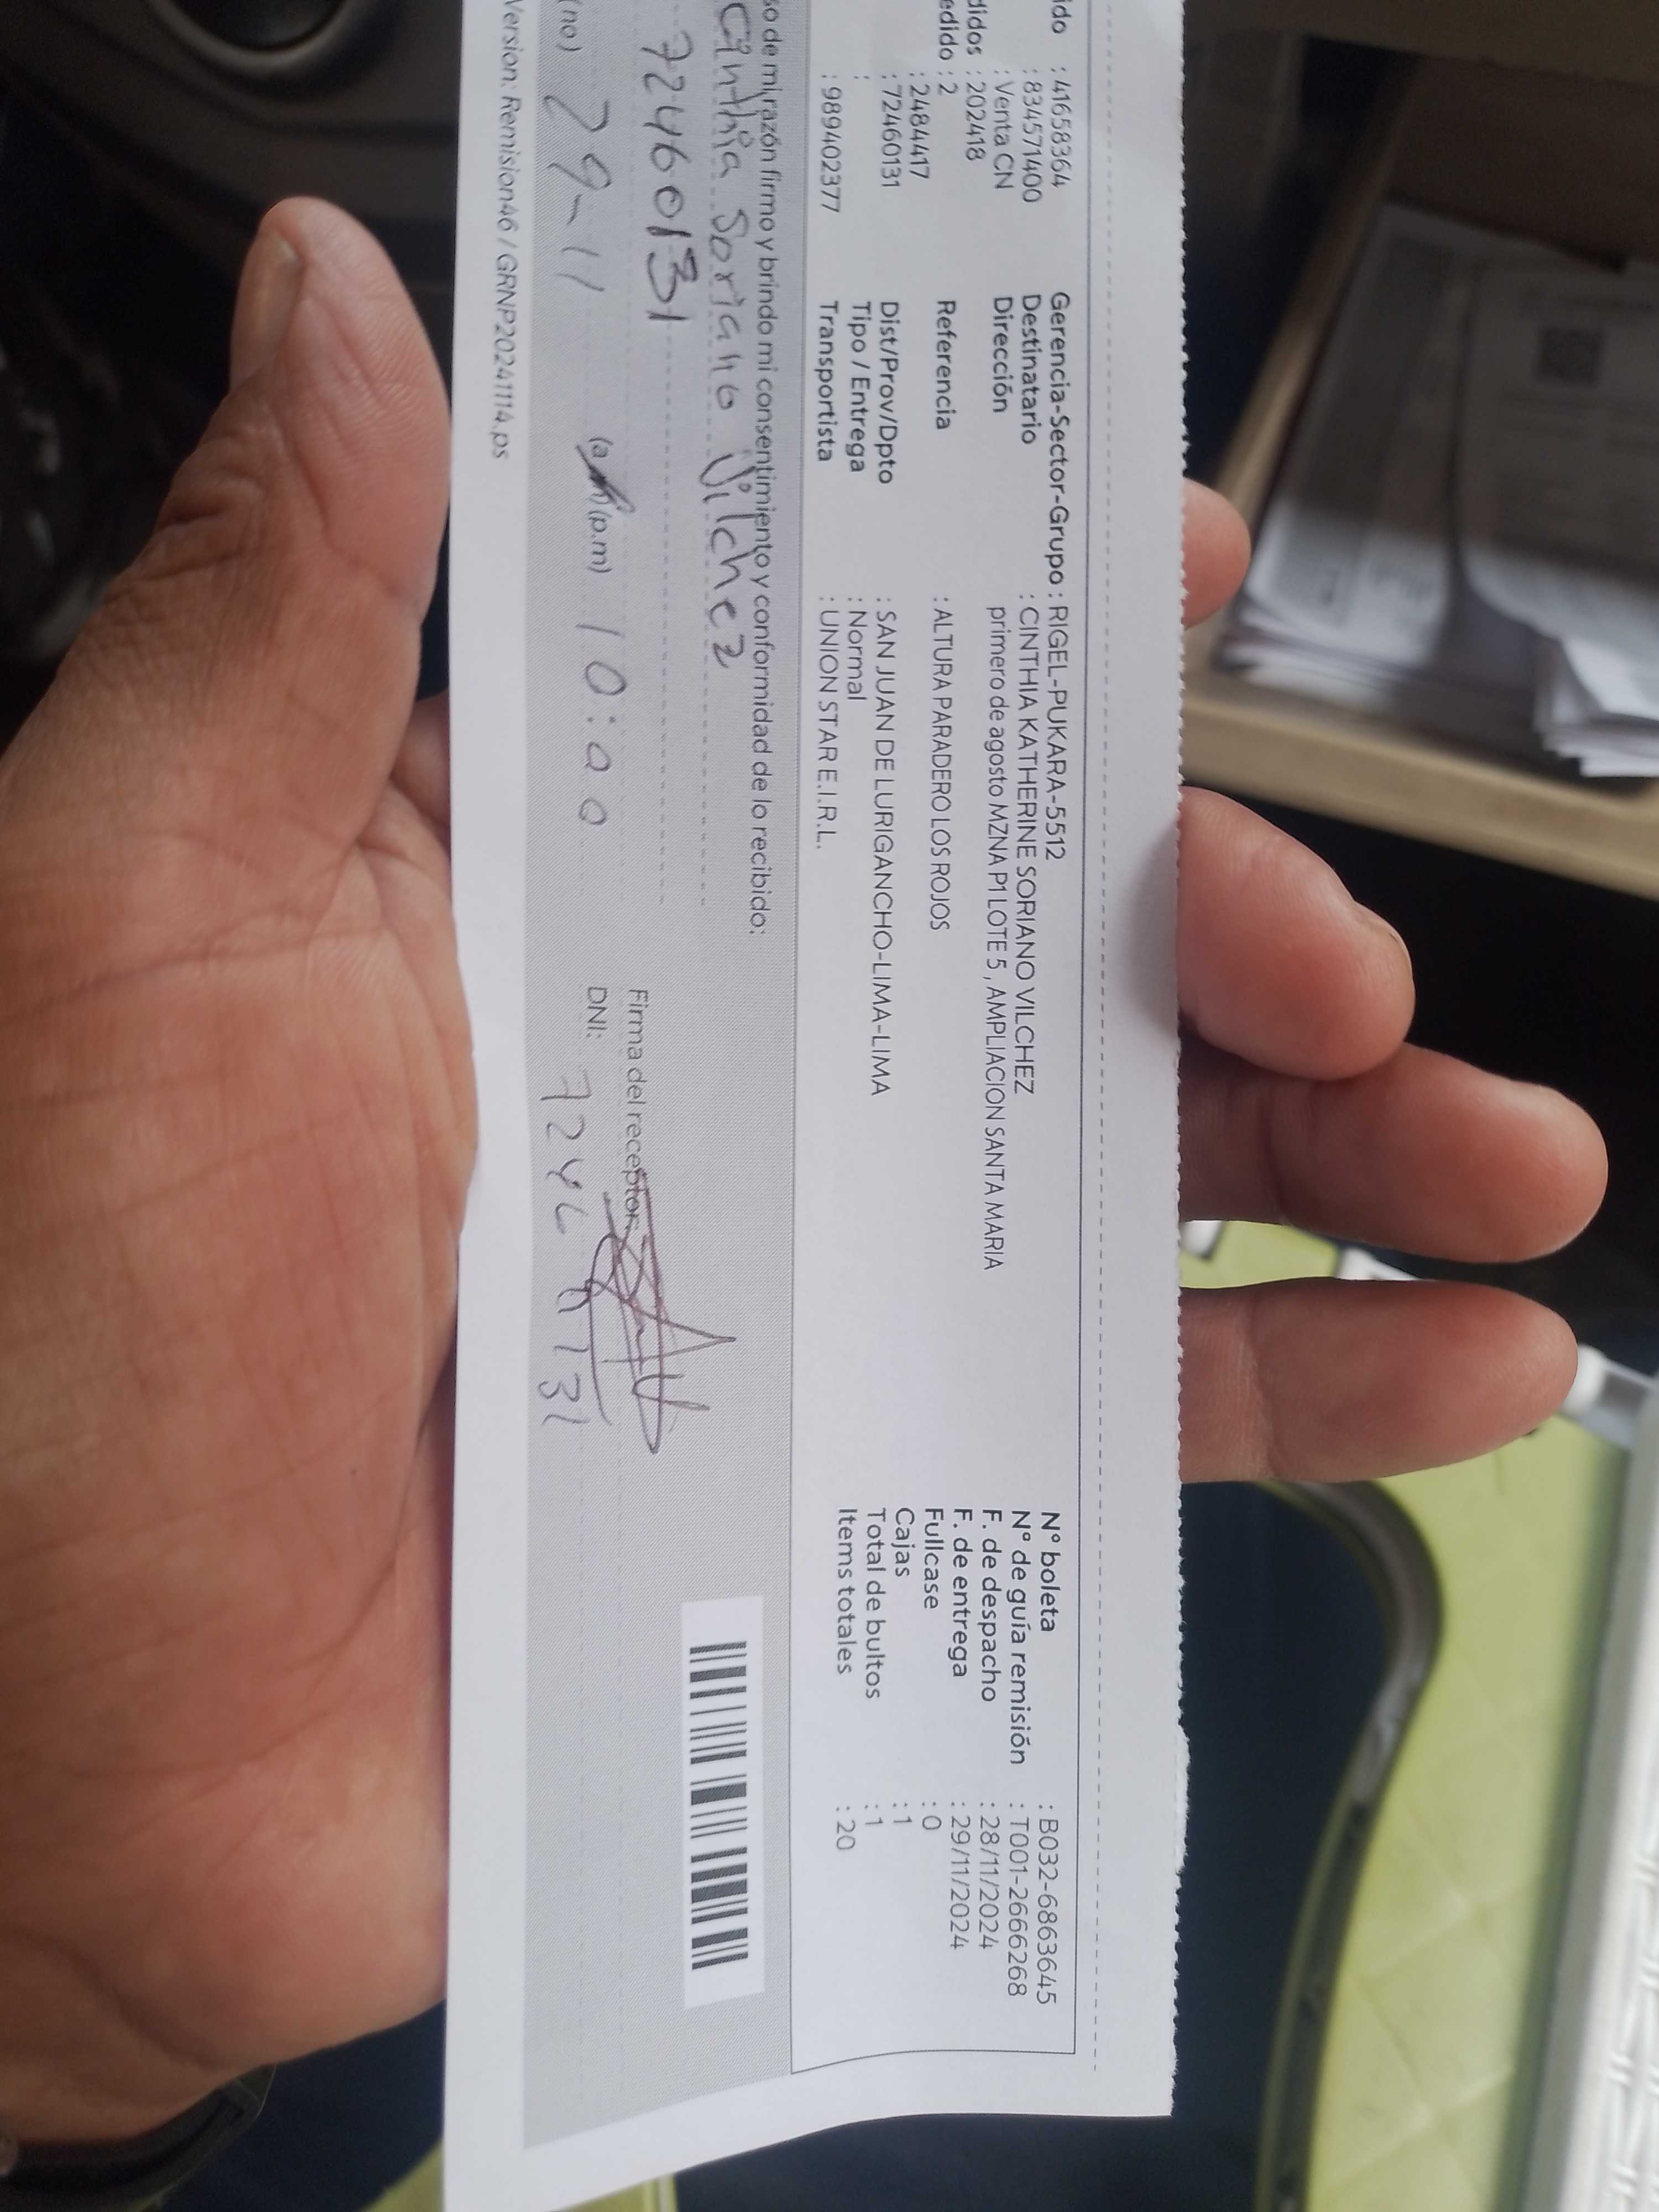 ido : 41658364 Gerencia-Sector-Grupo : RIGEL-PUKARA-5512 N° boleta : B032-6863645
: 834571400 Destinatario : CINTHIA KATHERINE SORIANO VILCHEZ N° de guía remisión : T001-2666268
: Venta CN Dirección primero de agosto MZNA P1 LOTE 5 , AMPLIACION SANTA MARIA F. de despacho : 28/11/2024
didos : 202418 F. de entrega : 29/11/2024
edido : 2 Referencia : ALTURA PARADERO LOS ROJOS Fullcase : 0
: 2484417 Cajas : 1
: 72460131 Dist/Prov/Dpto : SAN JUAN DE LURIGANCHO-LIMA-LIMA Total de bultos : 1
: Tipo / Entrega : Normal Items totales : 20
: 989402377 Transportista : UNION STAR E.I.R.L.
so de mi razón firmo y brindo mi consentimiento y conformidad de lo recibido:
Cinthia Soriano Vilchez
72460131
Firma del receptor:
(no) 29-11 (p.m) 10:00 DNI:
Version: Remision46 / GRNP20241114.ps